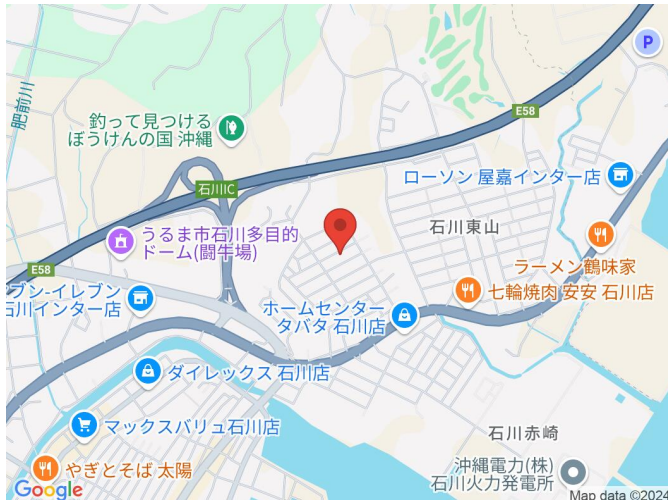 肥前川
釣って見つける
ぼうけんの国 沖縄
P
E58
石川IC
ローソン 屋嘉インター店
うるま市石川多目的
ドーム(闘牛場)
石川東山
ラーメン鶴味家
E58
ブン-イレブン
石川インター店
七輪焼肉 安安 石川店
ホームセンター
タバタ 石川店
ダイレックス 石川店
マックスバリュ石川店
石川赤崎
やぎとそば 太陽
沖縄電力(株)
石川火力発電所
Google
Map data ©2024